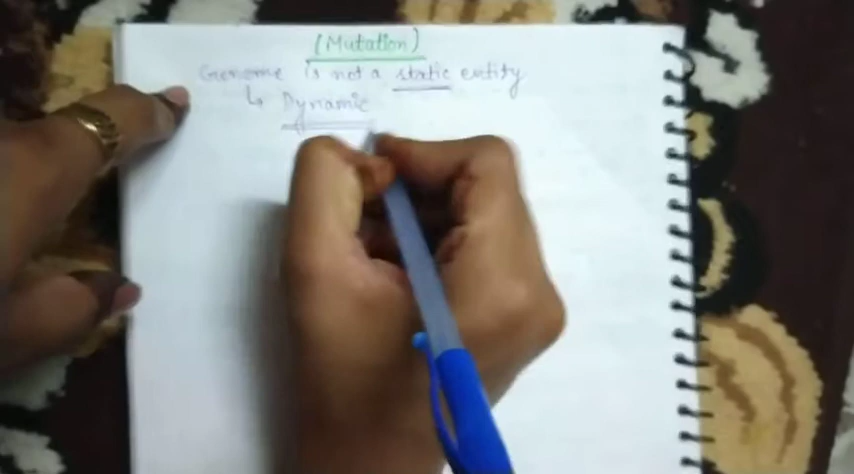 (Mutation)
Genome is not a static entity
↳ Dynamic